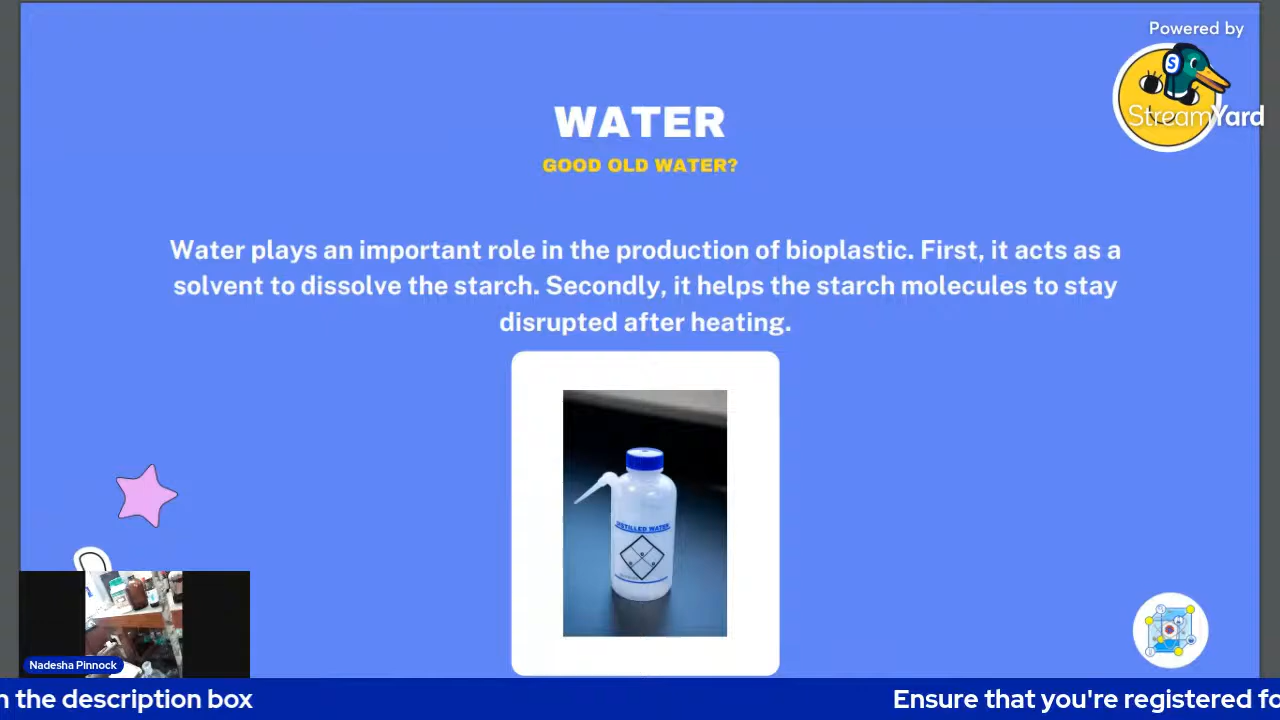 Powered by
StreamYard
WATER
GOOD OLD WATER?
Water plays an important role in the production of bioplastic. First, it acts as a
solvent to dissolve the starch. Secondly, it helps the starch molecules to stay
disrupted after heating.
DISTILLED WATER
Nadesha Pinnock
the description box
Ensure that you're registered